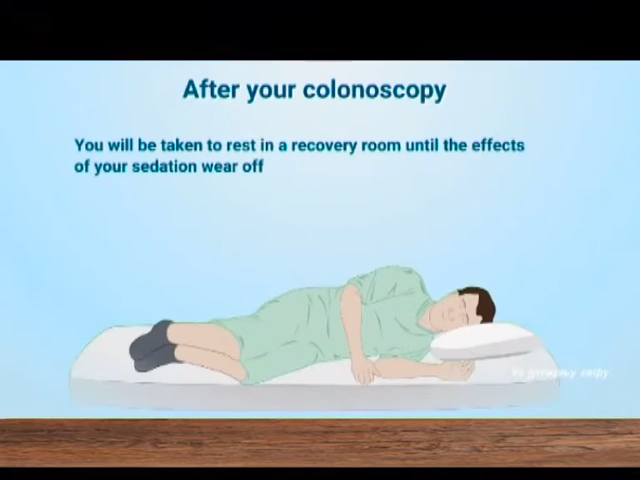 After your colonoscopy
You will be taken to rest in a recovery room until the effects
of your sedation wear off